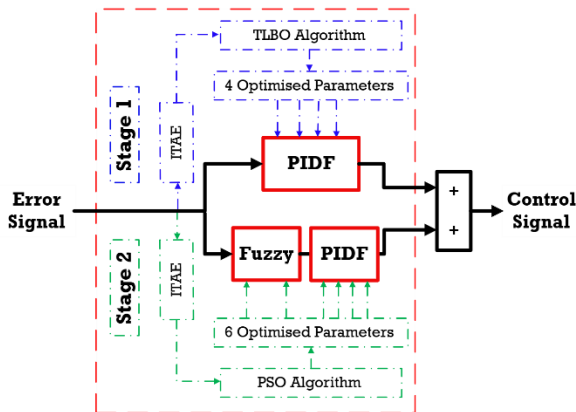 TLBO Algorithm
4 Optimised Parameters
Stage 1
ITAE
PIDF
Error
Signal
+
+
Control
Signal
Stage 2
ITAE
Fuzzy
PIDF
6 Optimised Parameters
PSO Algorithm